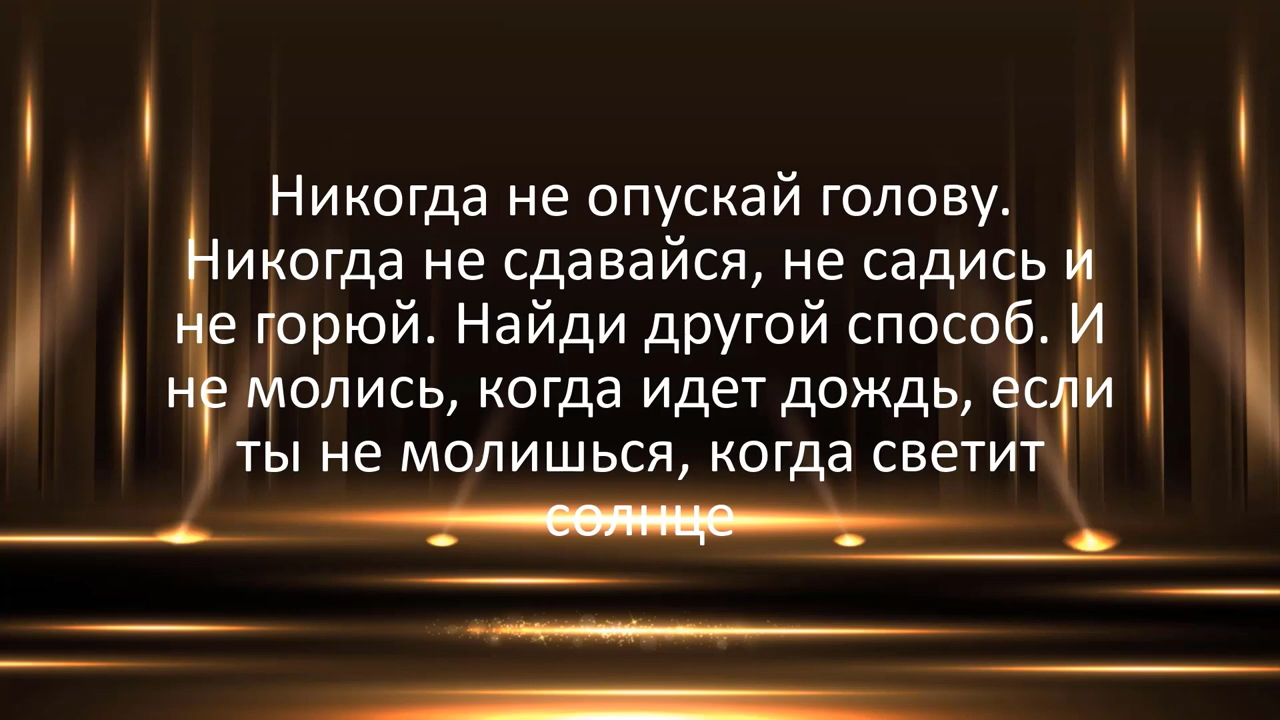 Никогда не опускай голову.
Никогда не сдавайся, не садись и
не горюй. Найди другой способ. И
не молись, когда идет дождь, если
ты не молишься, когда светит
солнце